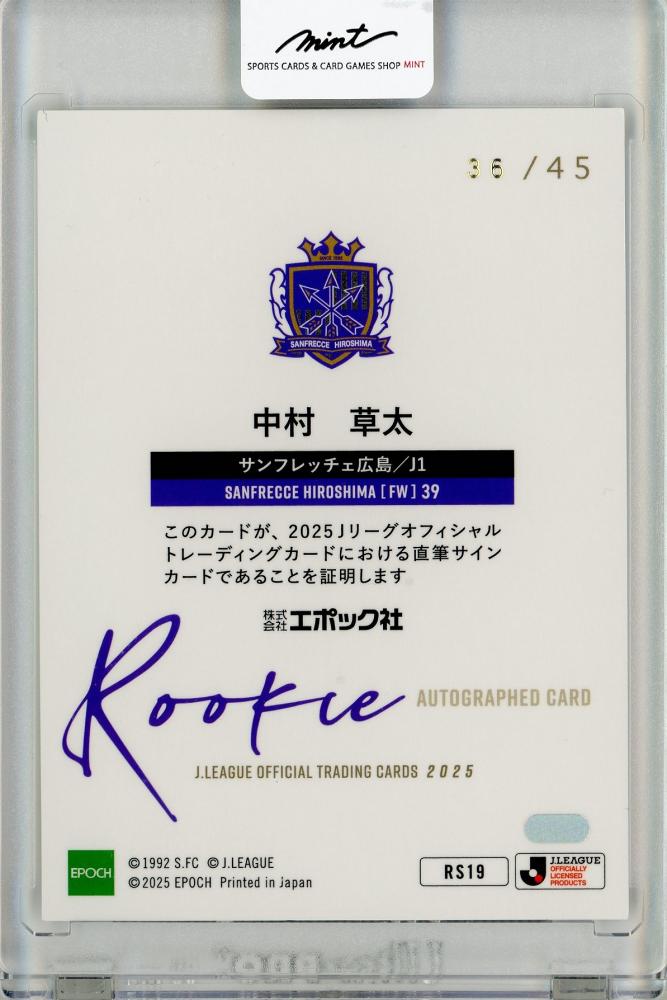 mint
SPORTS CARDS & CARD GAMES SHOP MINT
36 /45
SINCE 1992
SANFRECCE HIROSHIMA
中村 草太
サンフレッチェ広島／J1
SANFRECCE HIROSHIMA [FW] 39
このカードが、2025 Jリーグオフィシャル
トレーディングカードにおける直筆サイン
カードであることを証明します
株式会社エポック社
Rookie AUTOGRAPHED CARD
J.LEAGUE OFFICIAL TRADING CARDS 2025
EPOCH
©1992 S.FC ©J.LEAGUE
©2025 EPOCH Printed in Japan
RS19
J.LEAGUE
OFFICIALLY
LICENSED
PRODUCTS